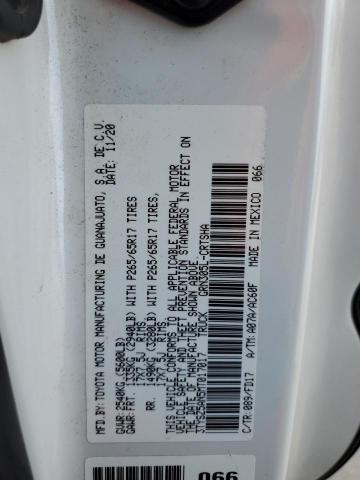 MFD.BY: TOYOTA MOTOR MANUFACTURING DE GUANAJUATO, S.A. DE C.V.
DATE: 11/20
GVWR: 2540KG (5600LB)
GAWR: FRT. 1335KG (2940LB) WITH P265/65R17 TIRES
17X7.5J RIMS,
RR. 1490KG (3280LB) WITH P265/65R17 TIRES,
17X7.5J RIMS
THIS VEHICLE CONFORMS TO ALL APPLICABLE FEDERAL MOTOR
VEHICLE SAFETY AND THEFT PREVENTION STANDARDS IN EFFECT ON
THE DATE OF MANUFACTURE SHOWN ABOVE.
TRUCK GRN305L-CRTSHA
C/TR: 089/FD17 A/TM: A07A/AC60F
MADE IN MEXICO 066
066